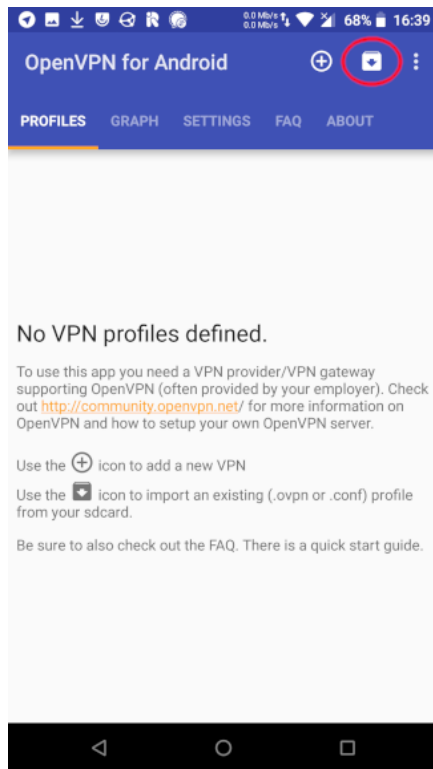 0.0 Mb/s
0.0 Mb/s
68%
16:39
OpenVPN for Android
PROFILES GRAPH SETTINGS FAQ ABOUT
No VPN profiles defined.
To use this app you need a VPN provider/VPN gateway
supporting OpenVPN (often provided by your employer). Check
out http://community.openvpn.net/ for more information on
OpenVPN and how to setup your own OpenVPN server.
Use the icon to add a new VPN
Use the icon to import an existing (.ovpn or .conf) profile
from your sdcard.
Be sure to also check out the FAQ. There is a quick start guide.